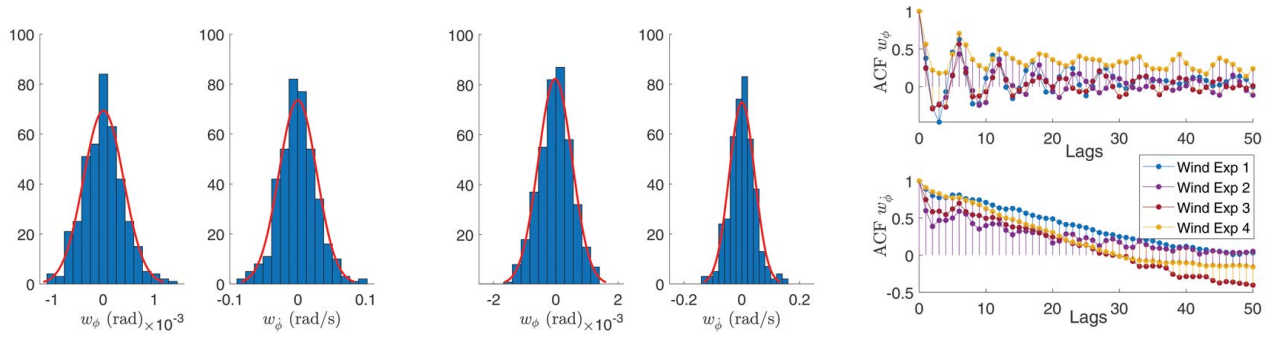 100
80
60
40
20
0
-1 0 1
w_φ (rad) ×10⁻³
100
80
60
40
20
0
-0.1 0 0.1
w_φ̇ (rad/s)
100
80
60
40
20
0
-2 0 2
w_φ (rad) ×10⁻³
100
80
60
40
20
0
-0.2 0 0.2
w_φ̇ (rad/s)
ACF w_φ
1
0.5
0
0 10 20 30 40 50
Lags
ACF w_φ̇
1
0.5
0
-0.5
0 10 20 30 40 50
Lags
Wind Exp 1
Wind Exp 2
Wind Exp 3
Wind Exp 4